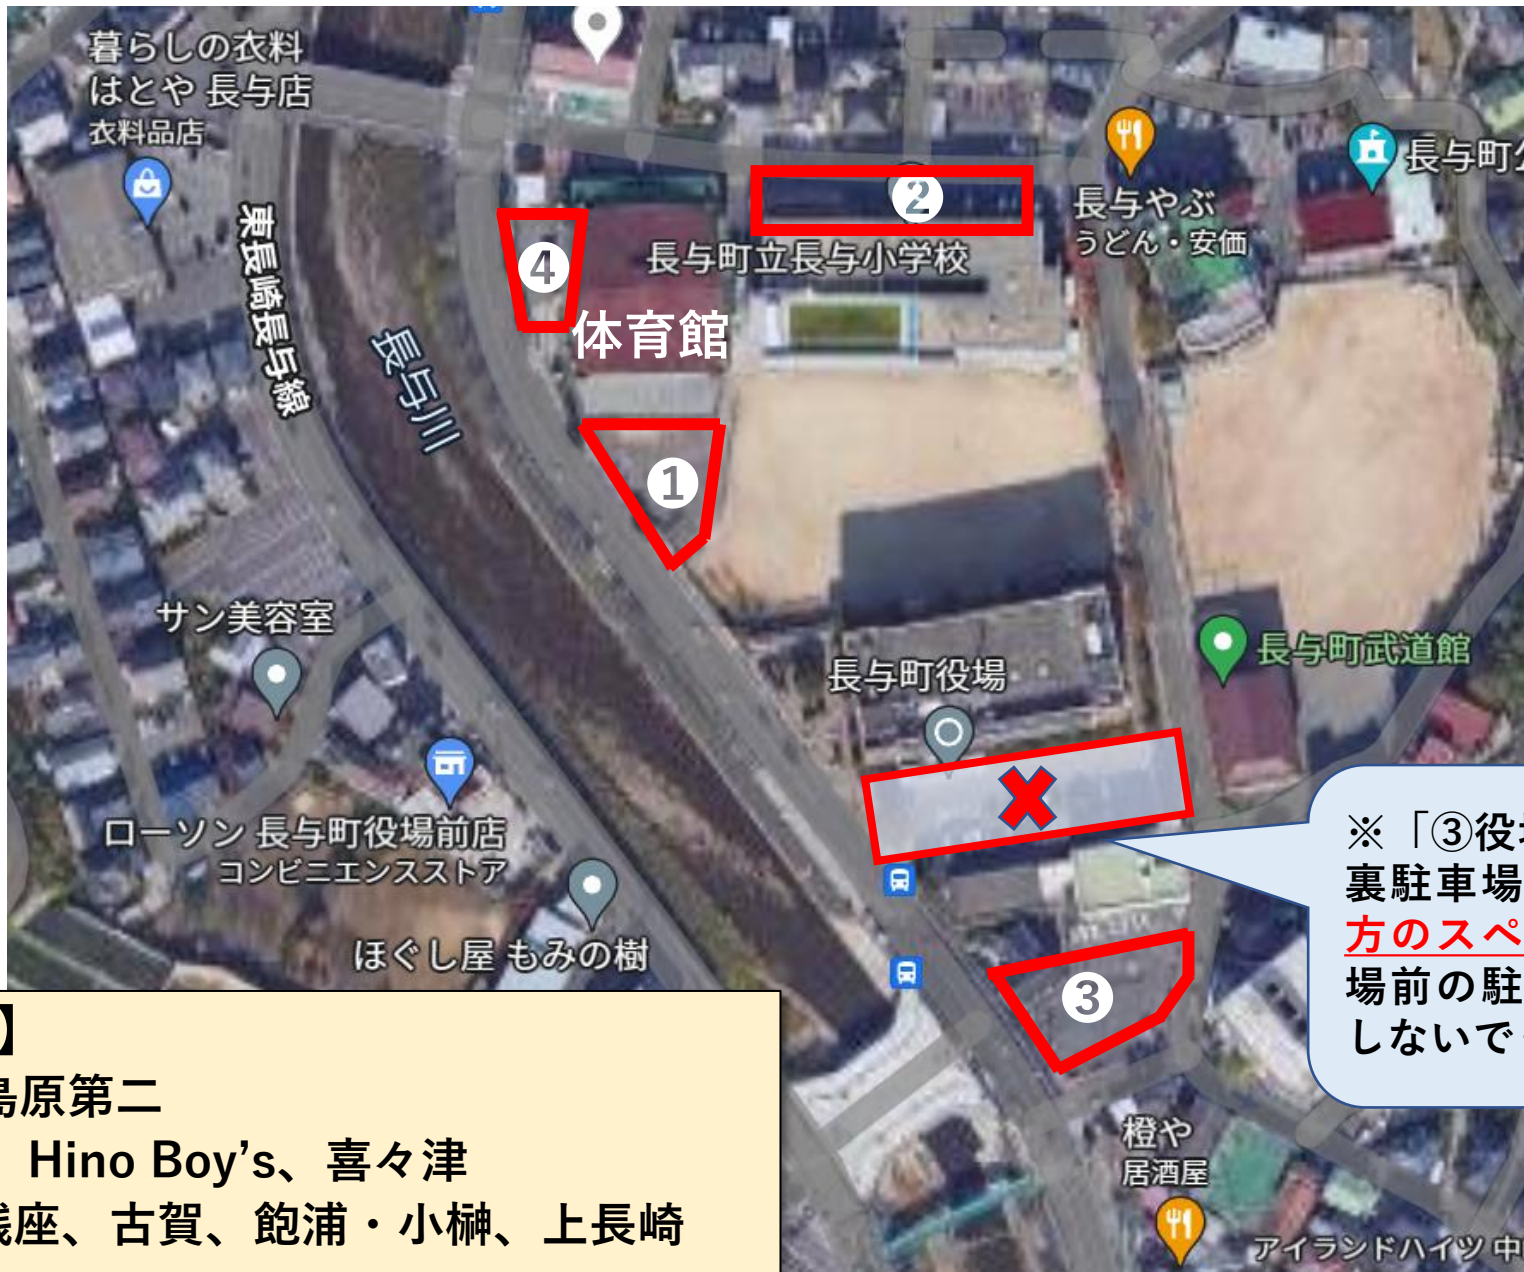 暮らしの衣料
はとや 長与店
衣料品店
東長崎長与線
長与川
④
②
長与町立長与小学校
体育館
①
長与やぶ
うどん・安価
長与町
サン美容室
長与町役場
長与町武道館
ローソン 長与町役場前店
コンビニエンスストア
ほぐし屋 もみの樹
※「③役場
裏駐車場
方のスペ
場前の駐
しないで
③
】
島原第二
Hino Boy’s、喜々津
銭座、古賀、飽浦・小榊、上長崎
橙や
居酒屋
アイランドハイツ 中